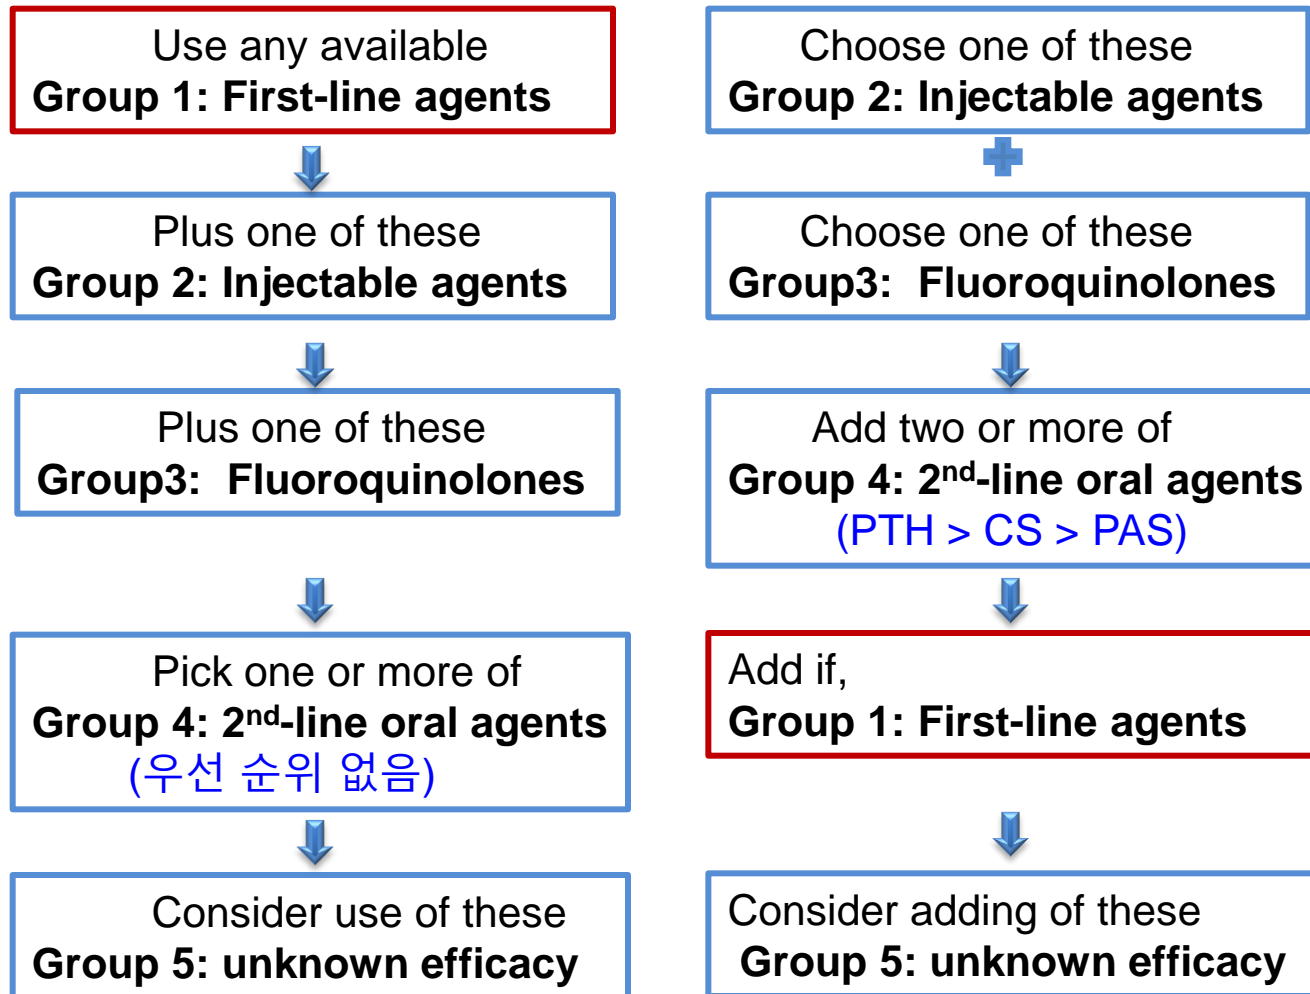 Use any available
Group 1: First-line agents
Plus one of these
Group 2: Injectable agents
Plus one of these
Group3: Fluoroquinolones
Pick one or more of
Group 4: 2nd-line oral agents
(우선 순위 없음)
Consider use of these
Group 5: unknown efficacy
Choose one of these
Group 2: Injectable agents
Choose one of these
Group3: Fluoroquinolones
Add two or more of
Group 4: 2nd-line oral agents
(PTH > CS > PAS)
Add if,
Group 1: First-line agents
Consider adding of these
Group 5: unknown efficacy